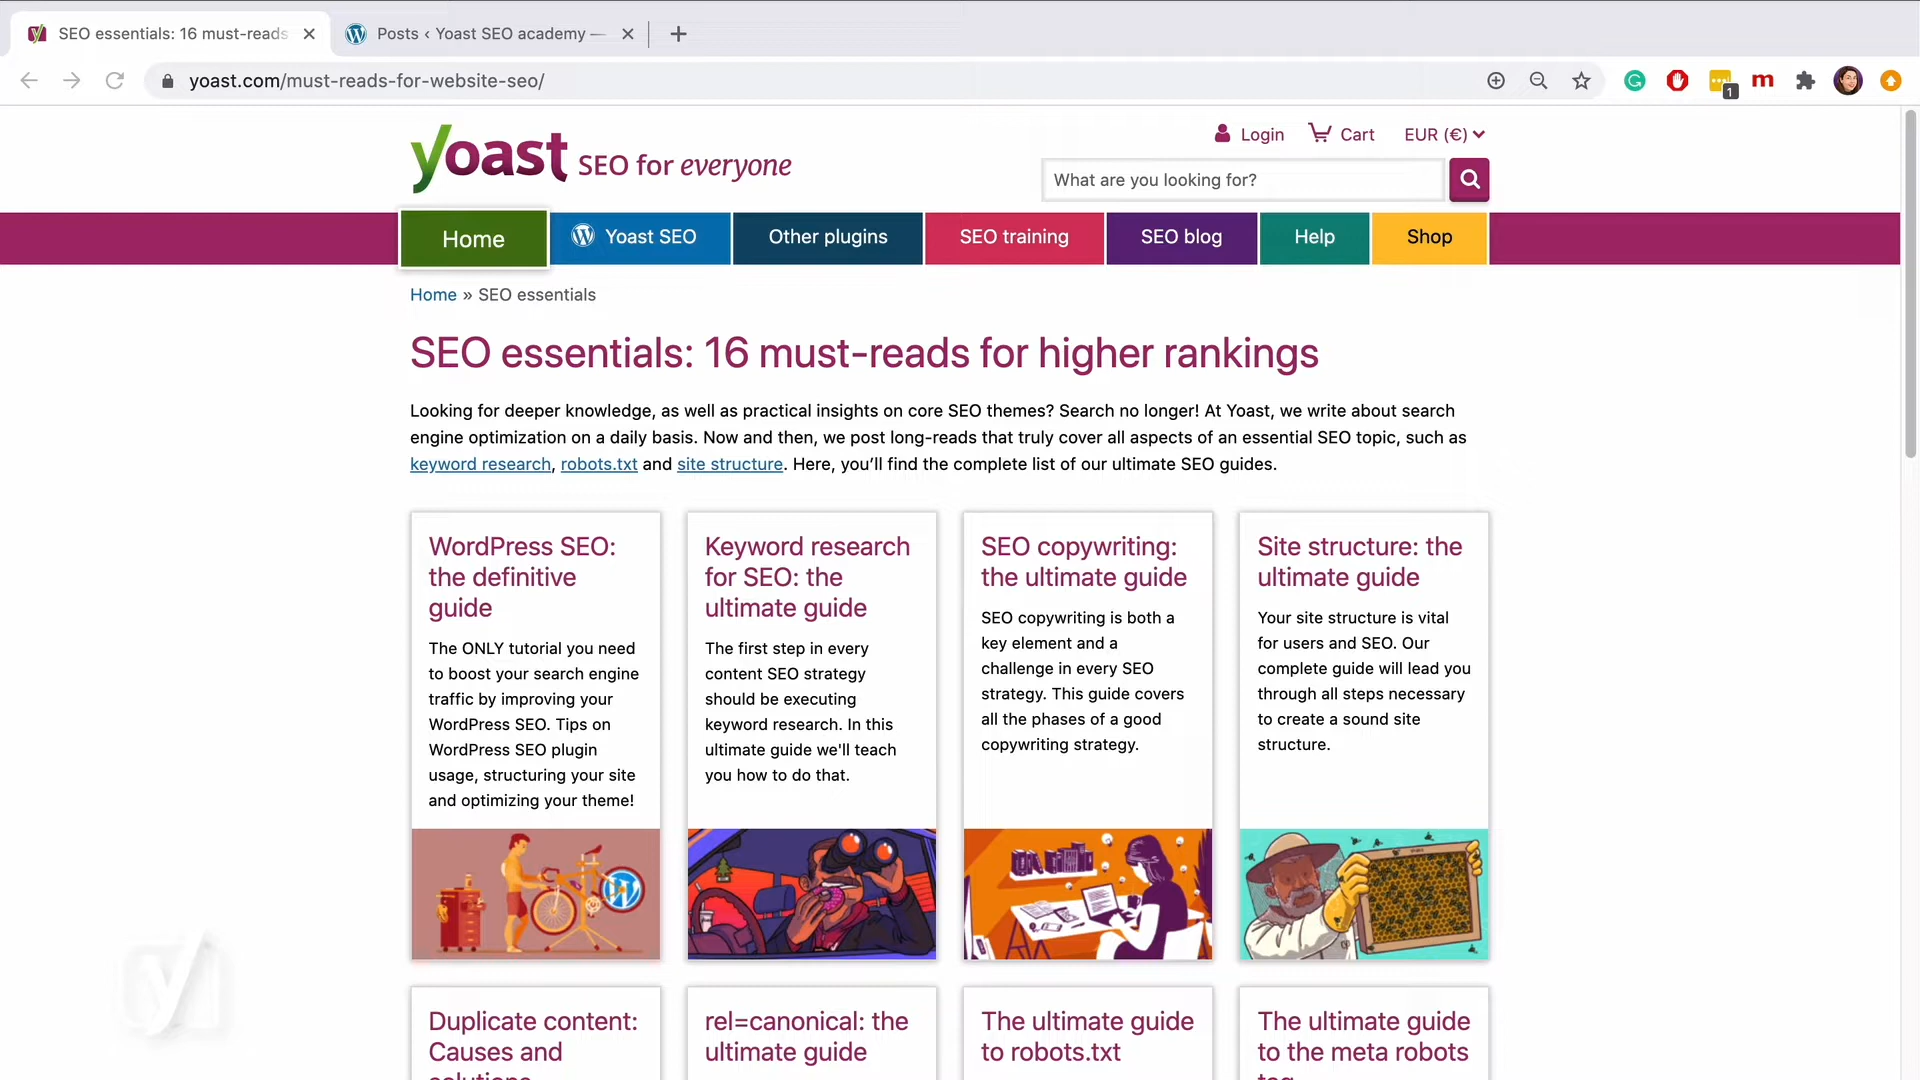 SEO essentials: 16 must-reads
Posts ‹ Yoast SEO academy —
yoast.com/must-reads-for-website-seo/
1
m
yoast SEO for everyone
Login Cart EUR (€)
What are you looking for?
Home Yoast SEO Other plugins SEO training SEO blog Help Shop
Home » SEO essentials
SEO essentials: 16 must-reads for higher rankings
Looking for deeper knowledge, as well as practical insights on core SEO themes? Search no longer! At Yoast, we write about search
engine optimization on a daily basis. Now and then, we post long-reads that truly cover all aspects of an essential SEO topic, such as
keyword research, robots.txt and site structure. Here, you’ll find the complete list of our ultimate SEO guides.
WordPress SEO:
the definitive
guide
The ONLY tutorial you need
to boost your search engine
traffic by improving your
WordPress SEO. Tips on
WordPress SEO plugin
usage, structuring your site
and optimizing your theme!
Keyword research
for SEO: the
ultimate guide
The first step in every
content SEO strategy
should be executing
keyword research. In this
ultimate guide we'll teach
you how to do that.
SEO copywriting:
the ultimate guide
SEO copywriting is both a
key element and a
challenge in every SEO
strategy. This guide covers
all the phases of a good
copywriting strategy.
Site structure: the
ultimate guide
Your site structure is vital
for users and SEO. Our
complete guide will lead you
through all steps necessary
to create a sound site
structure.
Duplicate content:
Causes and
solutions
rel=canonical: the
ultimate guide
The ultimate guide
to robots.txt
The ultimate guide
to the meta robots
tag